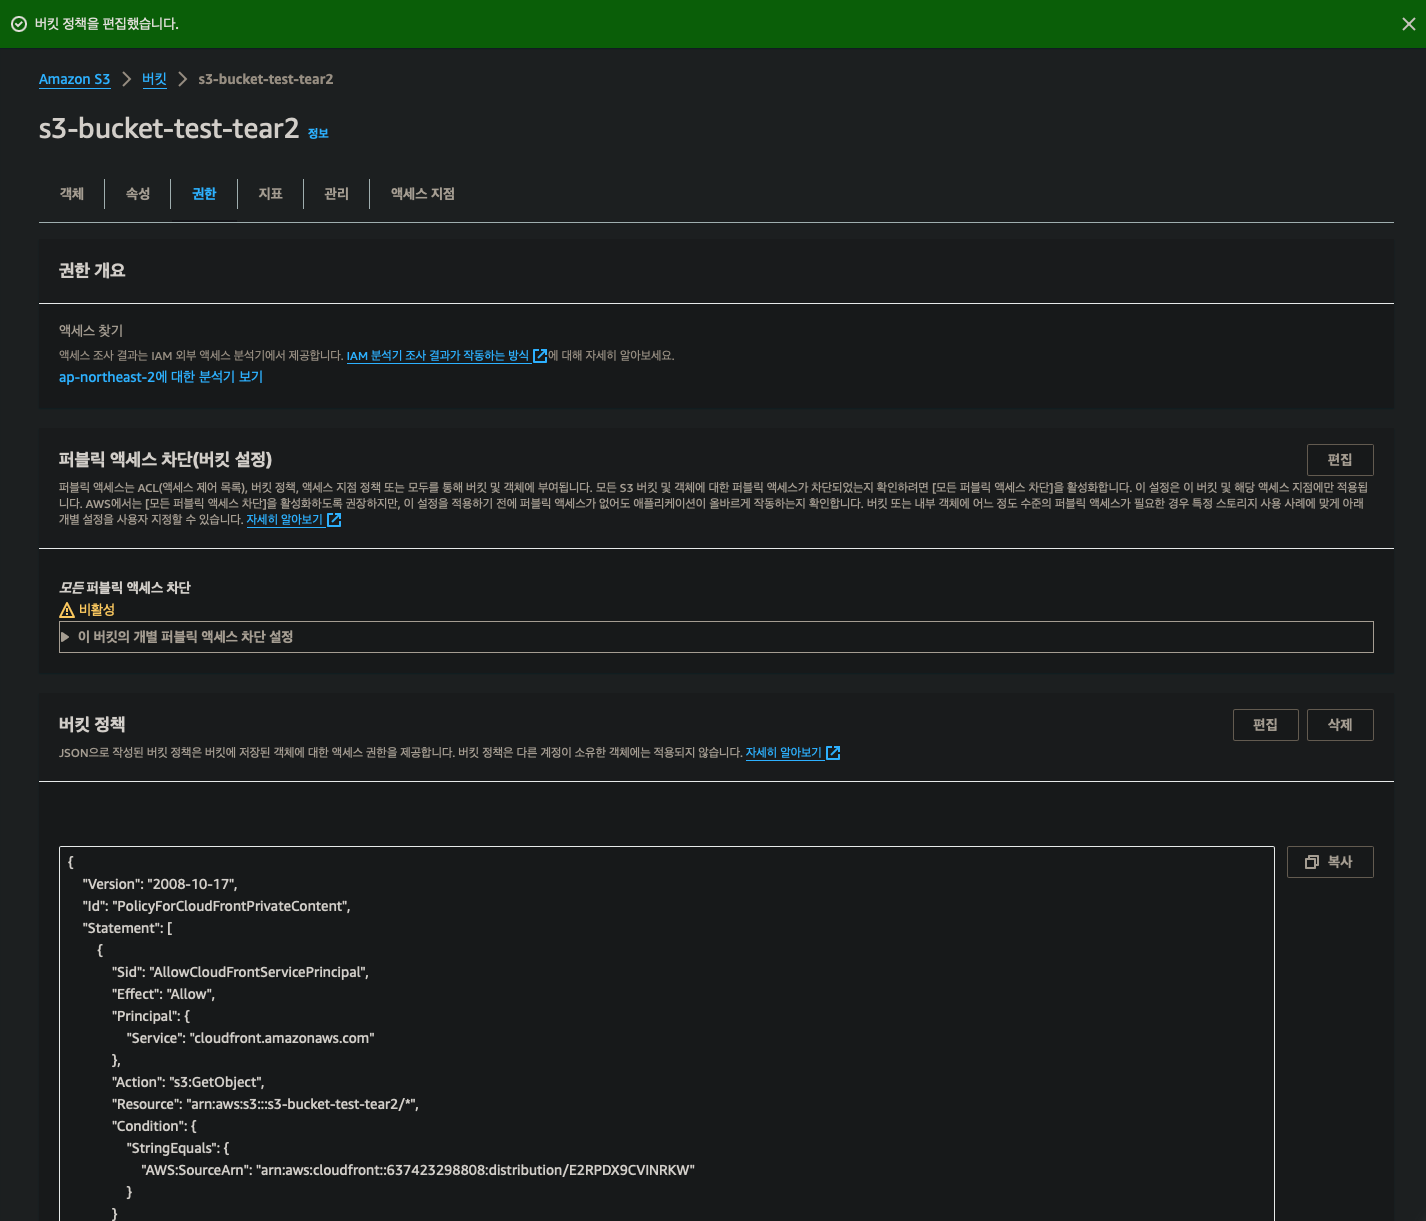 버킷 정책을 편집했습니다.
Amazon S3 > 버킷 > s3-bucket-test-tear2
s3-bucket-test-tear2 정보
객체 속성 권한 지표 관리 액세스 지점
권한 개요
액세스 찾기
액세스 조사 결과는 IAM 외부 액세스 분석기에서 제공합니다. IAM 분석기 조사 결과가 작동하는 방식에 대해 자세히 알아보세요.
ap-northeast-2에 대한 분석기 보기
퍼블릭 액세스 차단(버킷 설정)
편집
퍼블릭 액세스는 ACL(액세스 제어 목록), 버킷 정책, 액세스 지점 정책 또는 모두를 통해 버킷 및 객체에 부여됩니다. 모든 S3 버킷 및 객체에 대한 퍼블릭 액세스가 차단되었는지 확인하려면 [모든 퍼블릭 액세스 차단]을 활성화합니다. 이 설정은 이 버킷 및 해당 액세스 지점에만 적용됩
니다. AWS에서는 [모든 퍼블릭 액세스 차단]을 활성화하도록 권장하지만, 이 설정을 적용하기 전에 퍼블릭 액세스가 없어도 애플리케이션이 올바르게 작동하는지 확인합니다. 버킷 또는 내부 객체에 어느 정도 수준의 퍼블릭 액세스가 필요한 경우 특정 스토리지 사용 사례에 맞게 아래
개별 설정을 사용자 지정할 수 있습니다. 자세히 알아보기
모든 퍼블릭 액세스 차단
비활성
이 버킷의 개별 퍼블릭 액세스 차단 설정
버킷 정책
편집 삭제
JSON으로 작성된 버킷 정책은 버킷에 저장된 객체에 대한 액세스 권한을 제공합니다. 버킷 정책은 다른 계정이 소유한 객체에는 적용되지 않습니다. 자세히 알아보기
복사
{
"Version": "2008-10-17",
"Id": "PolicyForCloudFrontPrivateContent",
"Statement": [
{
"Sid": "AllowCloudFrontServicePrincipal",
"Effect": "Allow",
"Principal": {
"Service": "cloudfront.amazonaws.com"
},
"Action": "s3:GetObject",
"Resource": "arn:aws:s3:::s3-bucket-test-tear2/*",
"Condition": {
"StringEquals": {
"AWS:SourceArn": "arn:aws:cloudfront::637423298808:distribution/E2RPDX9CVINRKW"
}
}